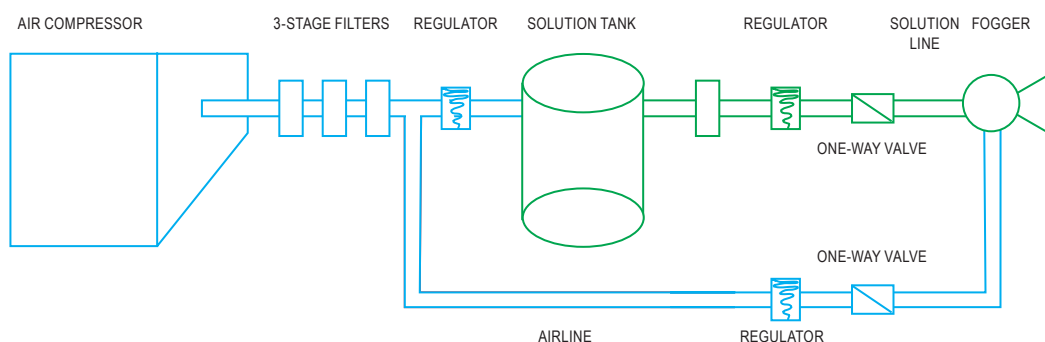 AIR COMPRESSOR
3-STAGE FILTERS
REGULATOR
SOLUTION TANK
REGULATOR
SOLUTION
LINE
FOGGER
ONE-WAY VALVE
ONE-WAY VALVE
AIRLINE
REGULATOR